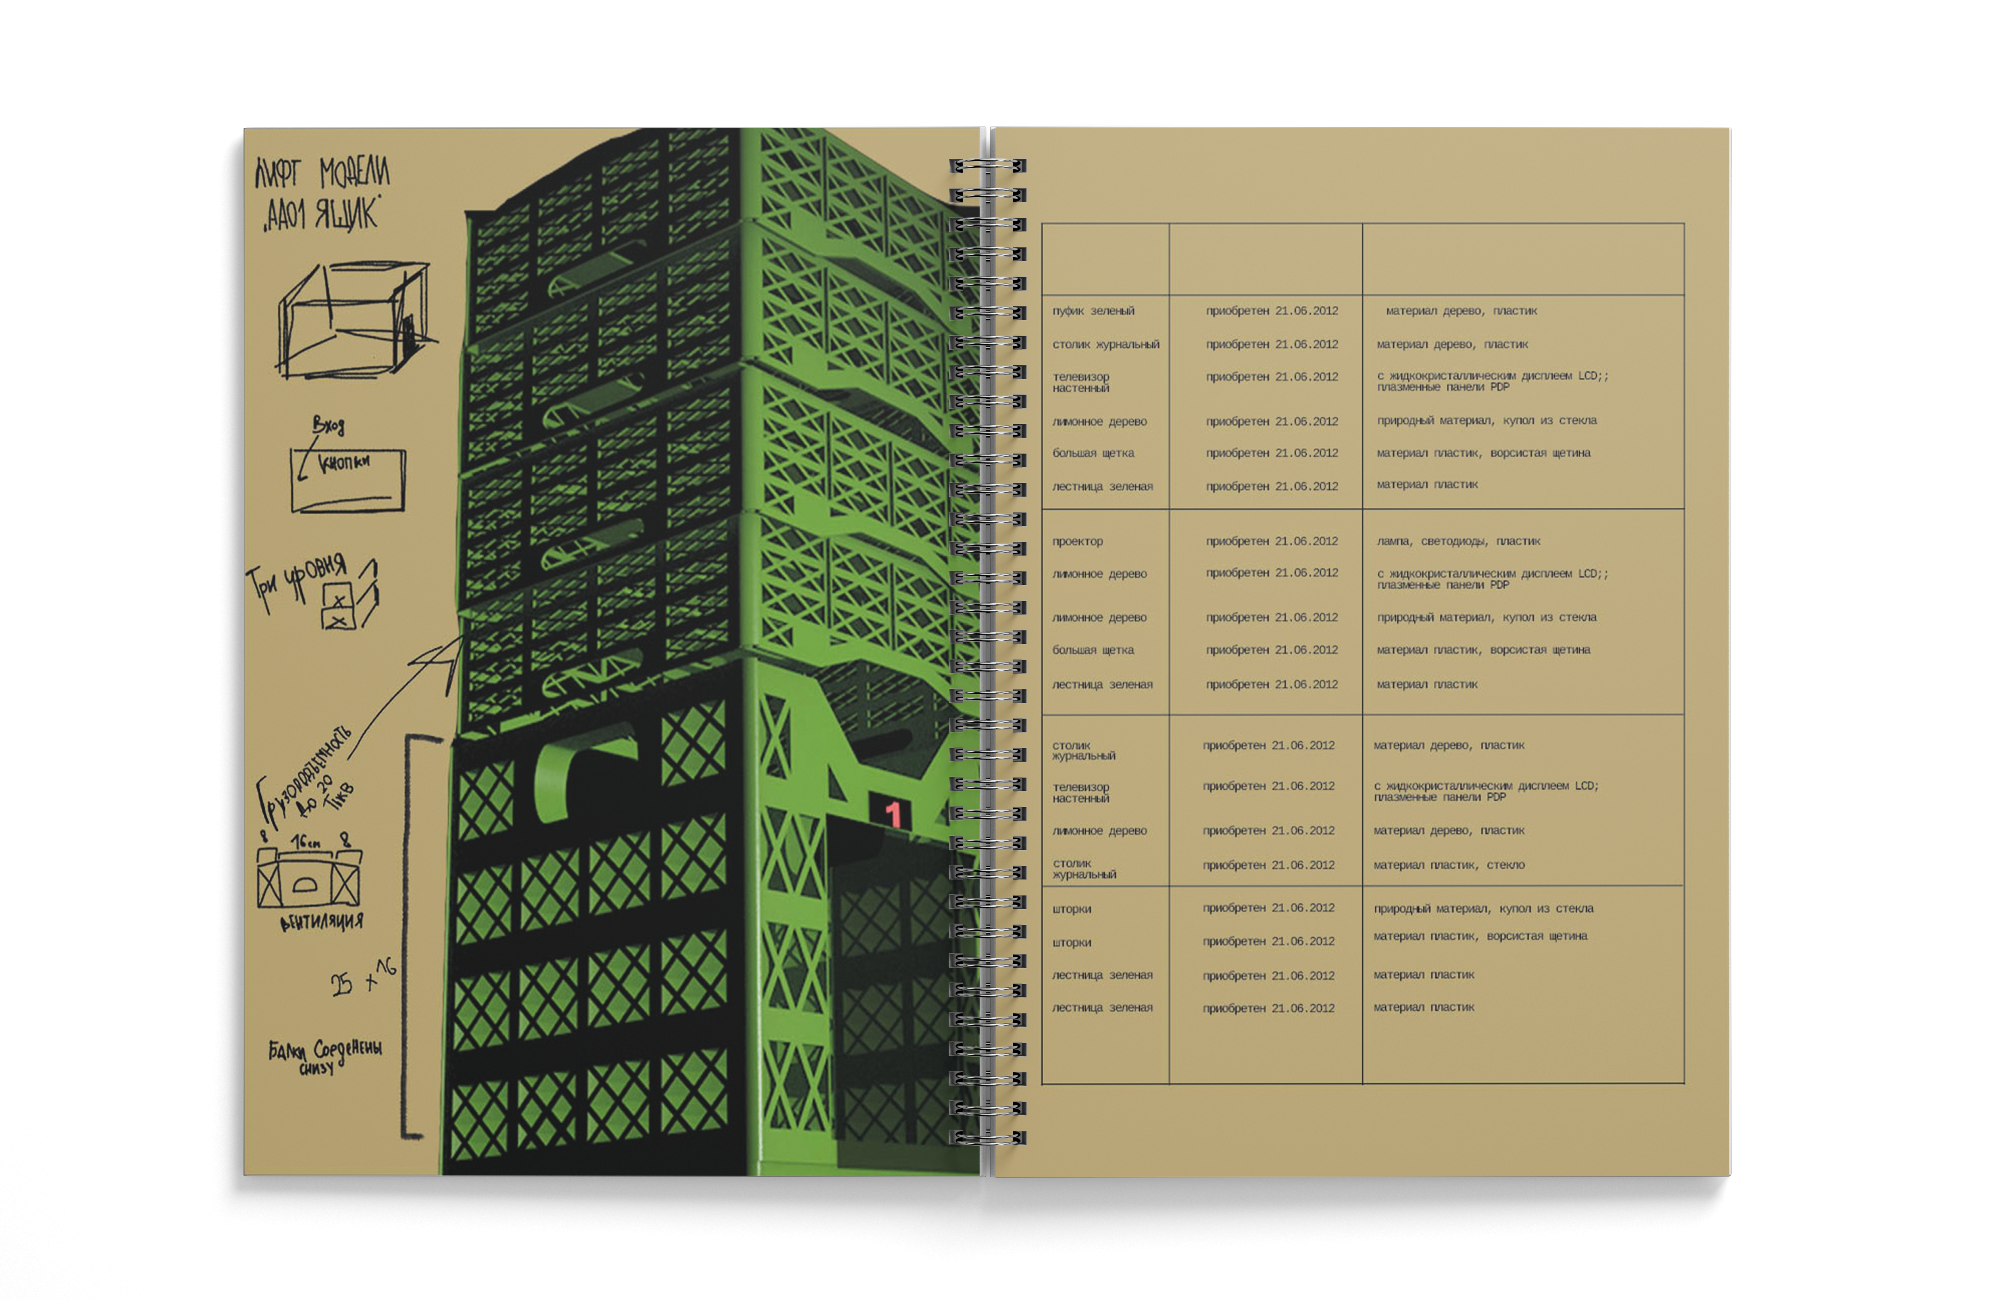 ЛИФТ МОДЕЛИ
"АА01 ЯЩИК"
Вход
Кнопки
Три уровня
Грузоподъемность
до 20
8 16см 8
ВЕНТИЛЯЦИЯ
25 x 16
Балки Соеденены
снизу
1
пуфик зеленый приобретен 21.06.2012 материал дерево, пластик
столик журнальный приобретен 21.06.2012 материал дерево, пластик
телевизор приобретен 21.06.2012 с жидкокристаллическим дисплеем LCD;;
настенный плазменные панели PDP
лимонное дерево приобретен 21.06.2012 природный материал, купол из стекла
большая щетка приобретен 21.06.2012 материал пластик, ворсистая щетина
лестница зеленая приобретен 21.06.2012 материал пластик
проектор приобретен 21.06.2012 лампа, светодиоды, пластик
лимонное дерево приобретен 21.06.2012 с жидкокристаллическим дисплеем LCD;;
плазменные панели PDP
лимонное дерево приобретен 21.06.2012 природный материал, купол из стекла
большая щетка приобретен 21.06.2012 материал пластик, ворсистая щетина
лестница зеленая приобретен 21.06.2012 материал пластик
столик приобретен 21.06.2012 материал дерево, пластик
журнальный
телевизор приобретен 21.06.2012 с жидкокристаллическим дисплеем LCD;
настенный плазменные панели PDP
лимонное дерево приобретен 21.06.2012 материал дерево, пластик
столик приобретен 21.06.2012 материал пластик, стекло
журнальный
шторки приобретен 21.06.2012 природный материал, купол из стекла
шторки приобретен 21.06.2012 материал пластик, ворсистая щетина
лестница зеленая приобретен 21.06.2012 материал пластик
лестница зеленая приобретен 21.06.2012 материал пластик